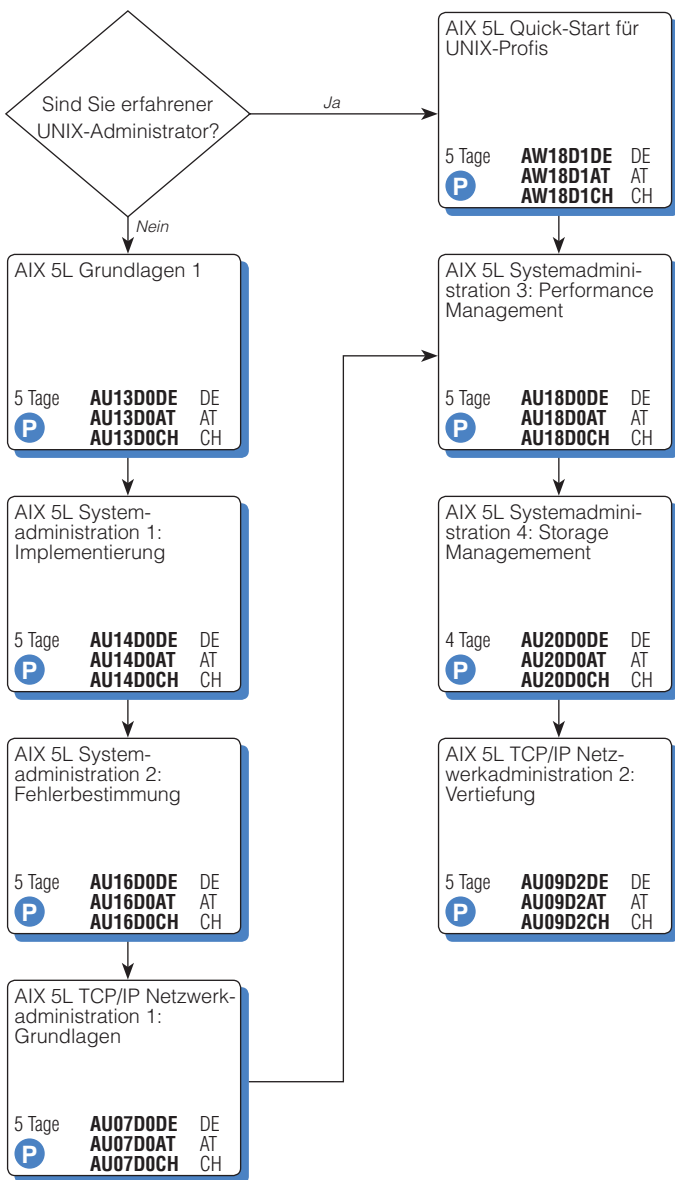 Sind Sie erfahrener
UNIX-Administrator?
Ja
Nein
AIX 5L Quick-Start für
UNIX-Profis
5 Tage AW18D1DE DE
AW18D1AT AT
P
AW18D1CH CH
AIX 5L Grundlagen 1
5 Tage AU13D0DE DE
AU13D0AT AT
P
AU13D0CH CH
AIX 5L System-
administration 1:
Implementierung
5 Tage AU14D0DE DE
AU14D0AT AT
P
AU14D0CH CH
AIX 5L System-
administration 2:
Fehlerbestimmung
5 Tage AU16D0DE DE
AU16D0AT AT
P
AU16D0CH CH
AIX 5L TCP/IP Netzwerk-
administration 1:
Grundlagen
5 Tage AU07D0DE DE
AU07D0AT AT
P
AU07D0CH CH
AIX 5L Systemadmini-
stration 3: Performance
Management
5 Tage AU18D0DE DE
AU18D0AT AT
P
AU18D0CH CH
AIX 5L Systemadmini-
stration 4: Storage
Managemement
4 Tage AU20D0DE DE
AU20D0AT AT
P
AU20D0CH CH
AIX 5L TCP/IP Netz-
werkadministration 2:
Vertiefung
5 Tage AU09D2DE DE
AU09D2AT AT
P
AU09D2CH CH